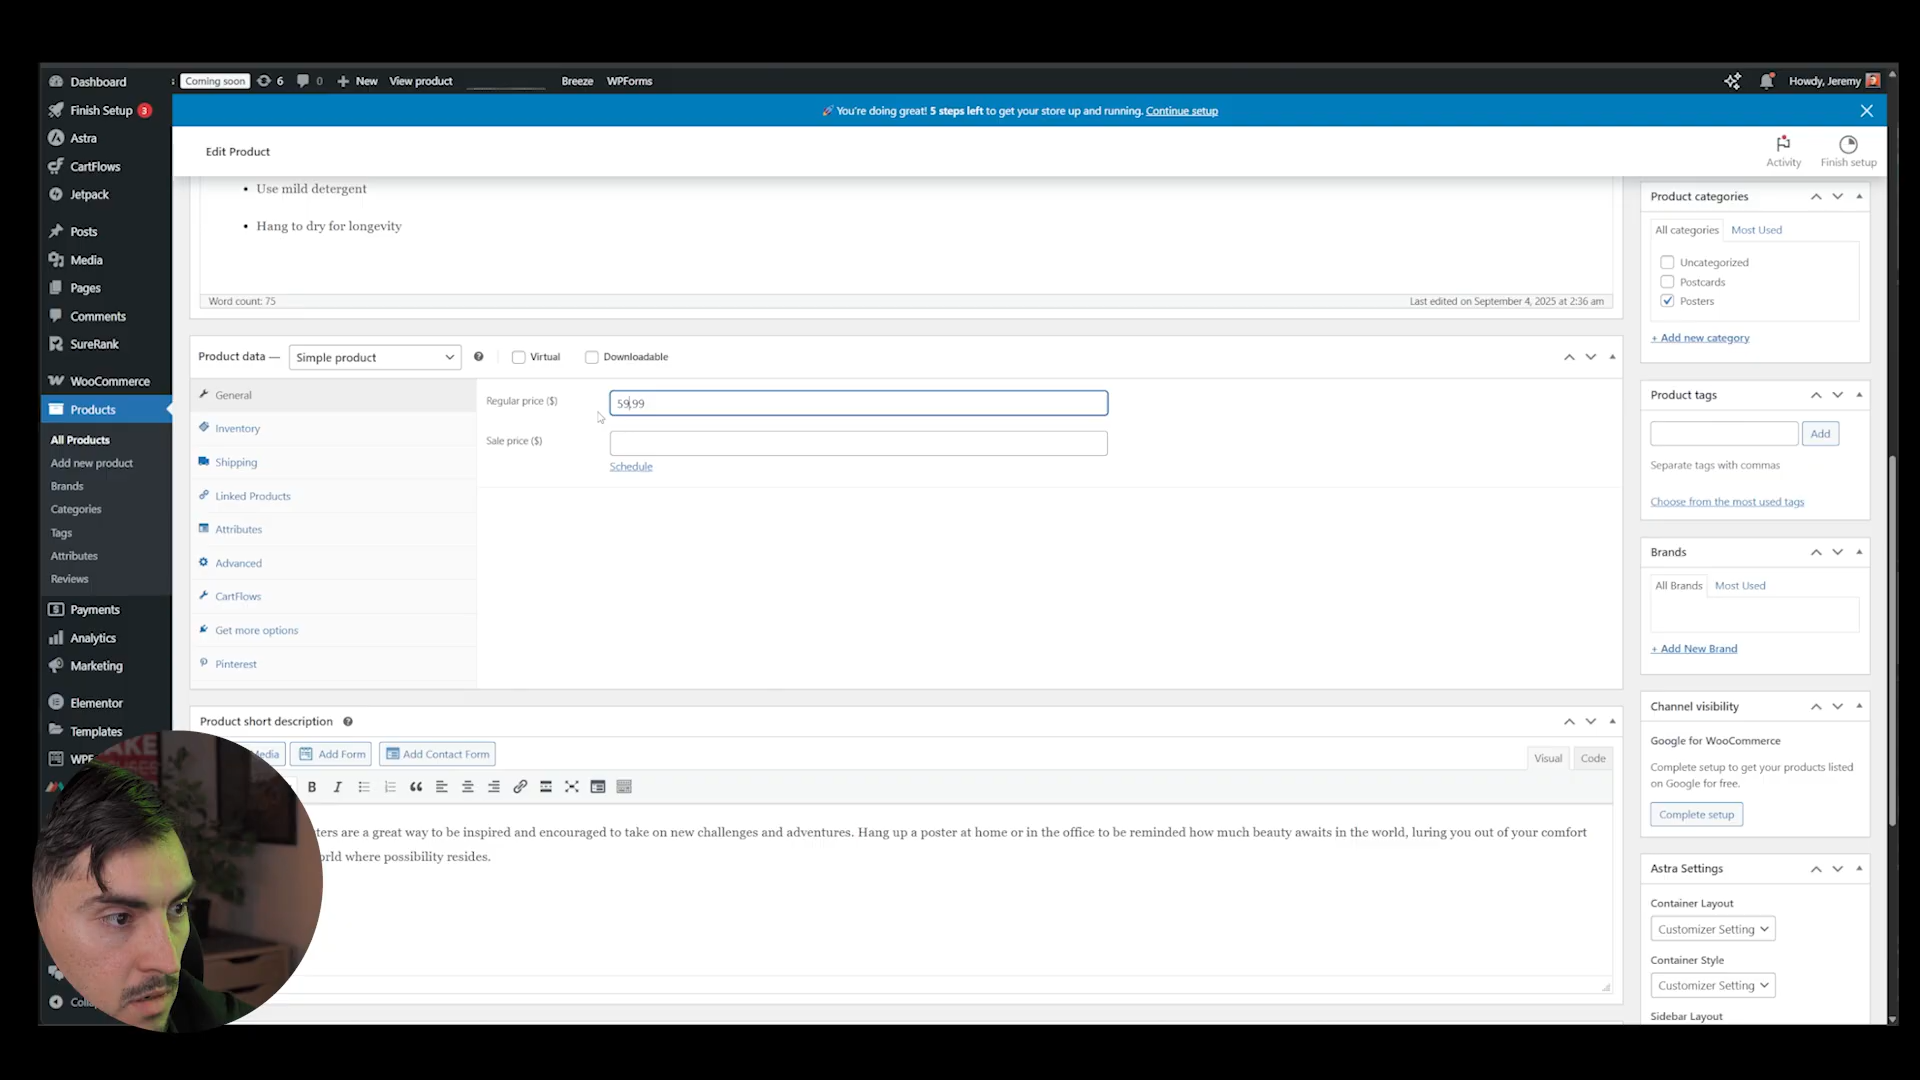 Dashboard
Coming soon
6
0
New
View product
Breeze
WPForms
Howdy, Jeremy
Finish Setup 3
Astra
CartFlows
Jetpack
Posts
Media
Pages
Comments
SureRank
WooCommerce
Products
All Products
Add new product
Brands
Categories
Tags
Attributes
Reviews
Payments
Analytics
Marketing
Elementor
Templates
🚀 You're doing great! 5 steps left to get your store up and running. Continue setup
Edit Product
Activity
Finish setup
• Use mild detergent
• Hang to dry for longevity
Word count: 75
Last edited on September 4, 2025 at 2:36 am
Product data —
Simple product
Virtual
Downloadable
General
Inventory
Shipping
Linked Products
Attributes
Advanced
CartFlows
Get more options
Pinterest
Regular price ($)
59.99
Sale price ($)
Schedule
Product short description
Add Form
Add Contact Form
Visual
Code
are a great way to be inspired and encouraged to take on new challenges and adventures. Hang up a poster at home or in the office to be reminded how much beauty awaits in the world, luring you out of your comfort
where possibility resides.
Product categories
All categories
Most Used
Uncategorized
Postcards
Posters
+ Add new category
Product tags
Add
Separate tags with commas
Choose from the most used tags
Brands
All Brands
Most Used
+ Add New Brand
Channel visibility
Google for WooCommerce
Complete setup to get your products listed
on Google for free.
Complete setup
Astra Settings
Container Layout
Customizer Setting
Container Style
Customizer Setting
Sidebar Layout